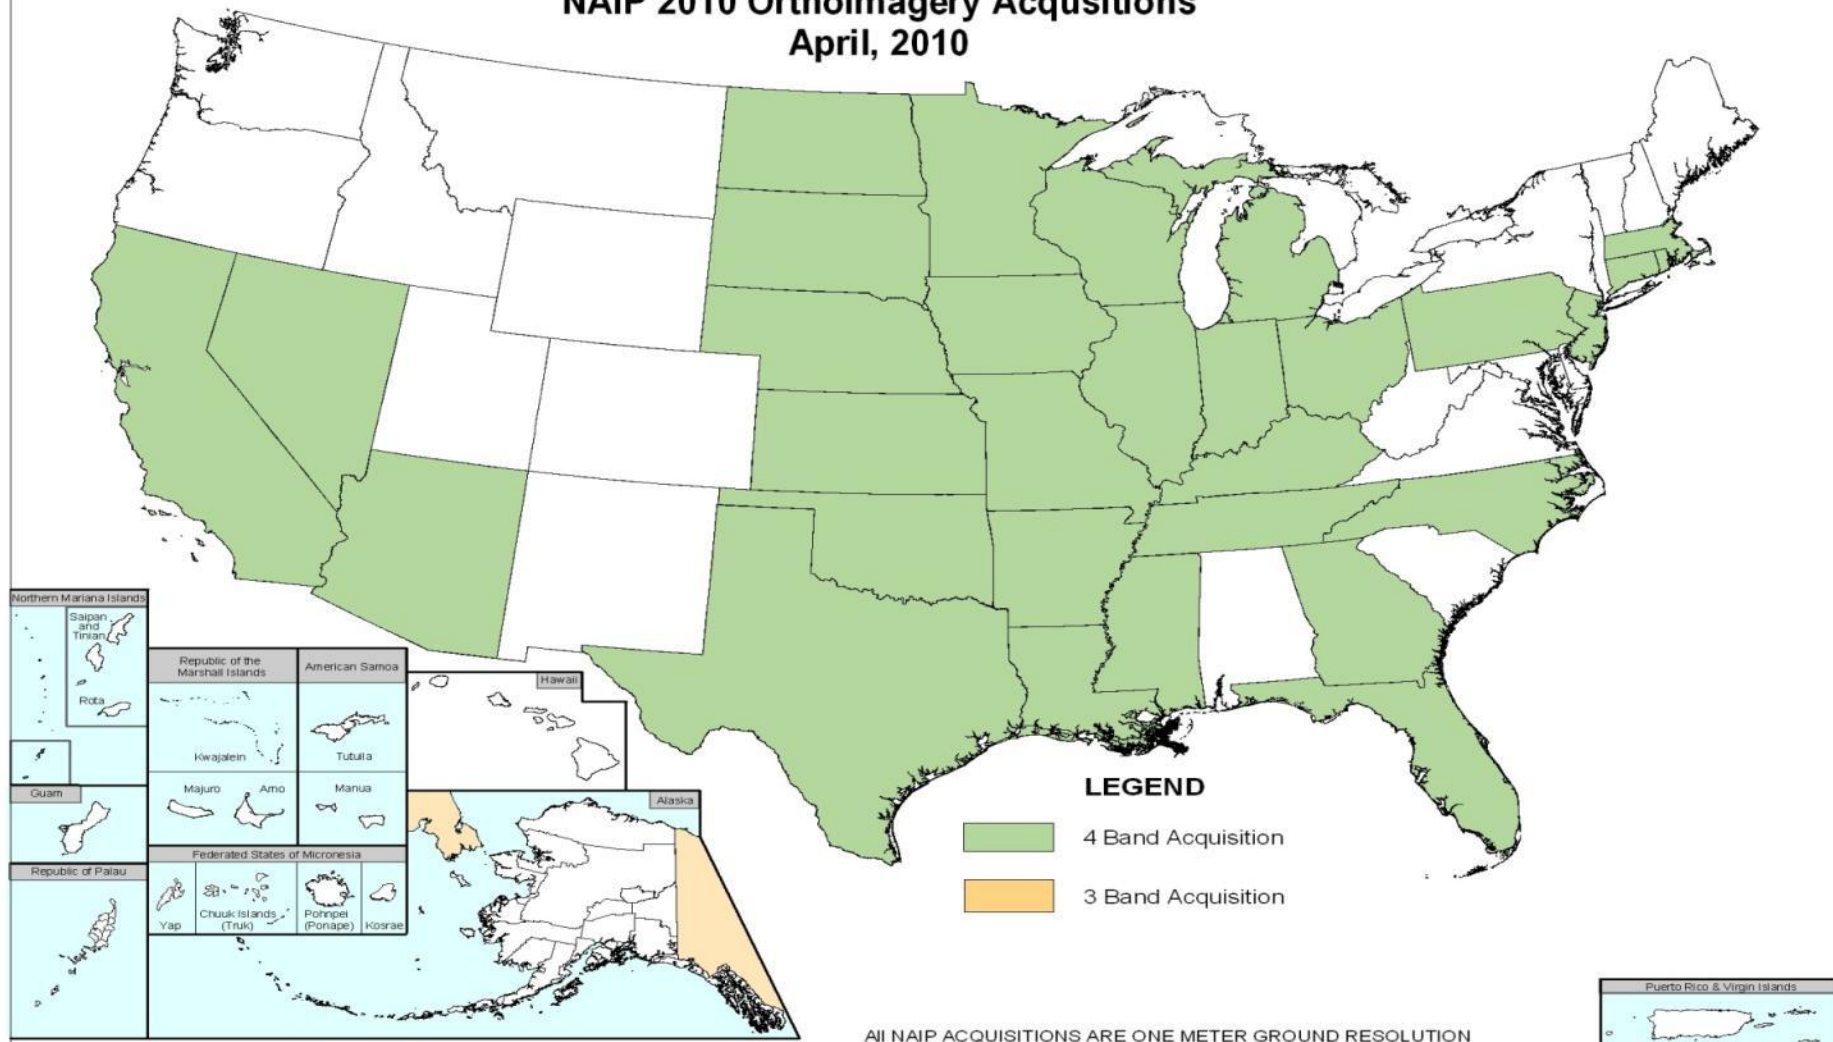 NAIP 2010 Orthoimagery Acqusitions
April, 2010
Northern Mariana Islands
Saipan
and
Tinian
Rota
Republic of the
Marshall Islands
American Samoa
Kwajalein
Tutuila
Majuro
Arno
Manua
Hawaii
Guam
Alaska
Federated States of Micronesia
Republic of Palau
Yap
Chuuk Islands
(Truk)
Pohnpei
(Ponape)
Kosrae
LEGEND
4 Band Acquisition
3 Band Acquisition
Puerto Rico & Virgin Islands
All NAIP ACQUISITIONS ARE ONE METER GROUND RESOLUTION